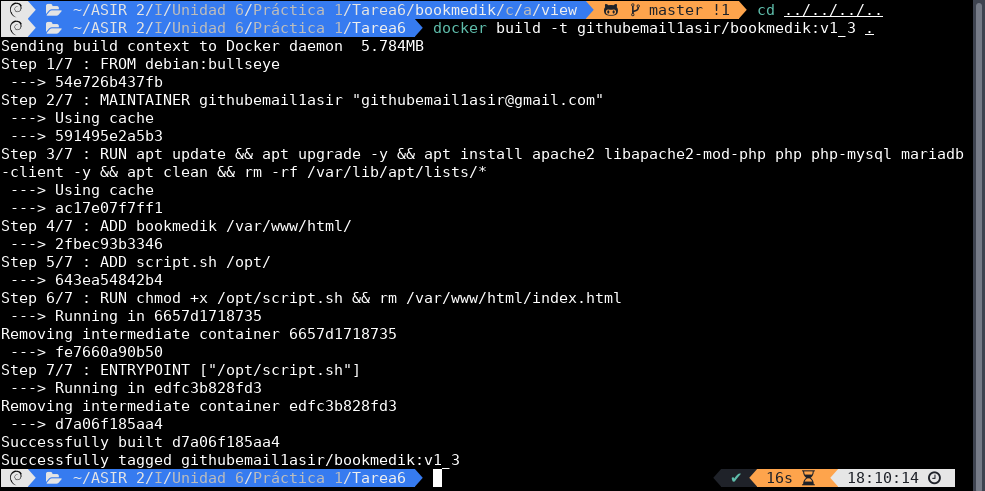 ~/ASIR 2/I/Unidad 6/Práctica 1/Tarea6/bookmedik/c/a/view master !1 cd ../../../..
~/ASIR 2/I/Unidad 6/Práctica 1/Tarea6 docker build -t githubemail1asir/bookmedik:v1_3 .
Sending build context to Docker daemon  5.784MB
Step 1/7 : FROM debian:bullseye
 ---> 54e726b437fb
Step 2/7 : MAINTAINER githubemail1asir "githubemail1asir@gmail.com"
 ---> Using cache
 ---> 591495e2a5b3
Step 3/7 : RUN apt update && apt upgrade -y && apt install apache2 libapache2-mod-php php php-mysql mariadb
-client -y && apt clean && rm -rf /var/lib/apt/lists/*
 ---> Using cache
 ---> ac17e07f7ff1
Step 4/7 : ADD bookmedik /var/www/html/
 ---> 2fbec93b3346
Step 5/7 : ADD script.sh /opt/
 ---> 643ea54842b4
Step 6/7 : RUN chmod +x /opt/script.sh && rm /var/www/html/index.html
 ---> Running in 6657d1718735
Removing intermediate container 6657d1718735
 ---> fe7660a90b50
Step 7/7 : ENTRYPOINT ["/opt/script.sh"]
 ---> Running in edfc3b828fd3
Removing intermediate container edfc3b828fd3
 ---> d7a06f185aa4
Successfully built d7a06f185aa4
Successfully tagged githubemail1asir/bookmedik:v1_3
~/ASIR 2/I/Unidad 6/Práctica 1/Tarea6 ✔ 16s 18:10:14